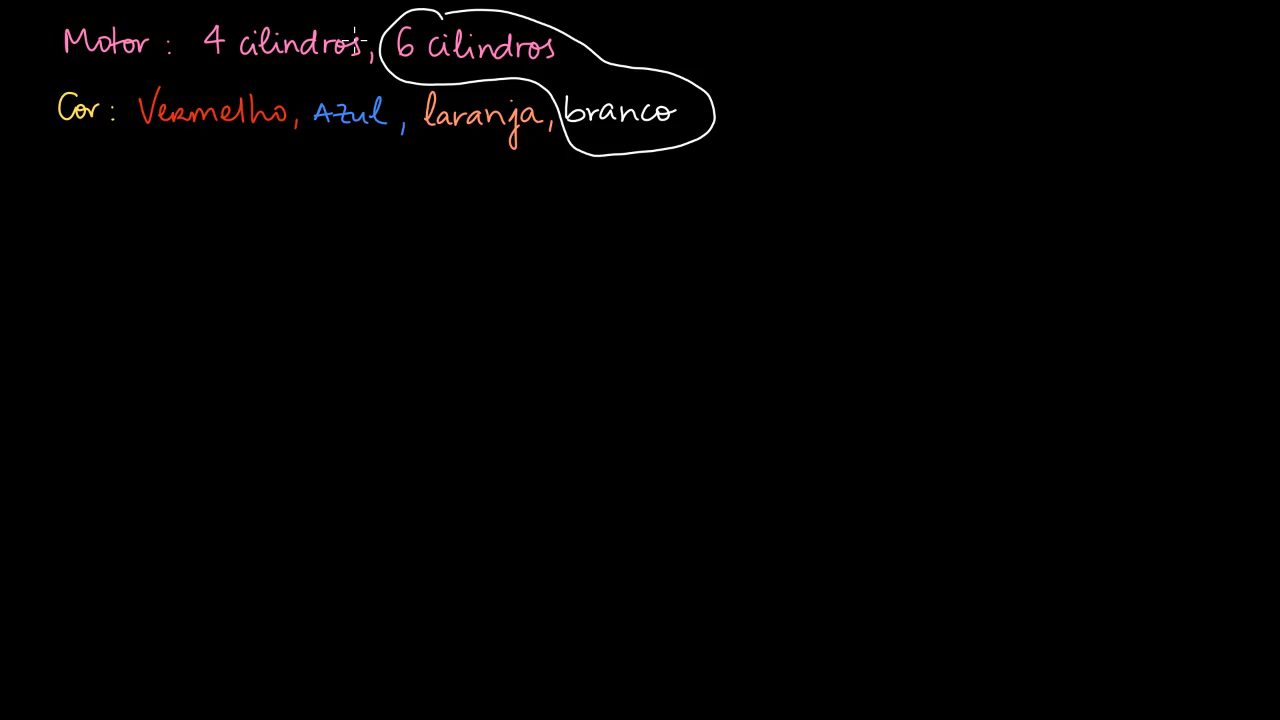 Motor : 4 cilindros, 6 cilindros
Cor : Vermelho, Azul, laranja, branco